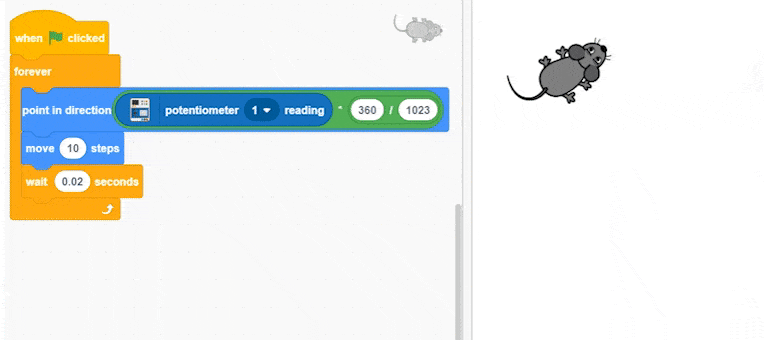 when clicked
forever
point in direction potentiometer 1 reading * 360 / 1023
move 10 steps
wait 0.02 seconds